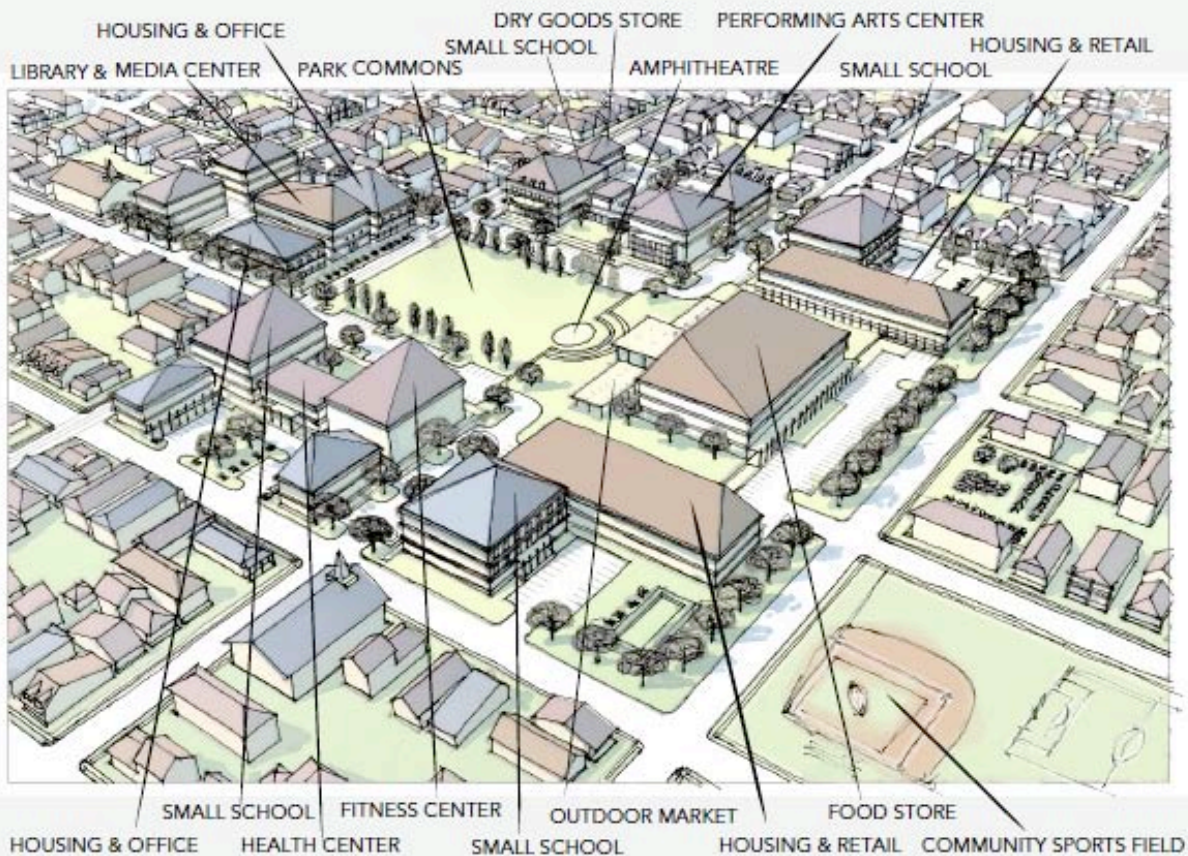 DRY GOODS STORE
PERFORMING ARTS CENTER
HOUSING & OFFICE
SMALL SCHOOL
HOUSING & RETAIL
LIBRARY & MEDIA CENTER
PARK COMMONS
AMPHITHEATRE
SMALL SCHOOL
SMALL SCHOOL
FITNESS CENTER
OUTDOOR MARKET
FOOD STORE
HOUSING & OFFICE
HEALTH CENTER
SMALL SCHOOL
HOUSING & RETAIL
COMMUNITY SPORTS FIELD